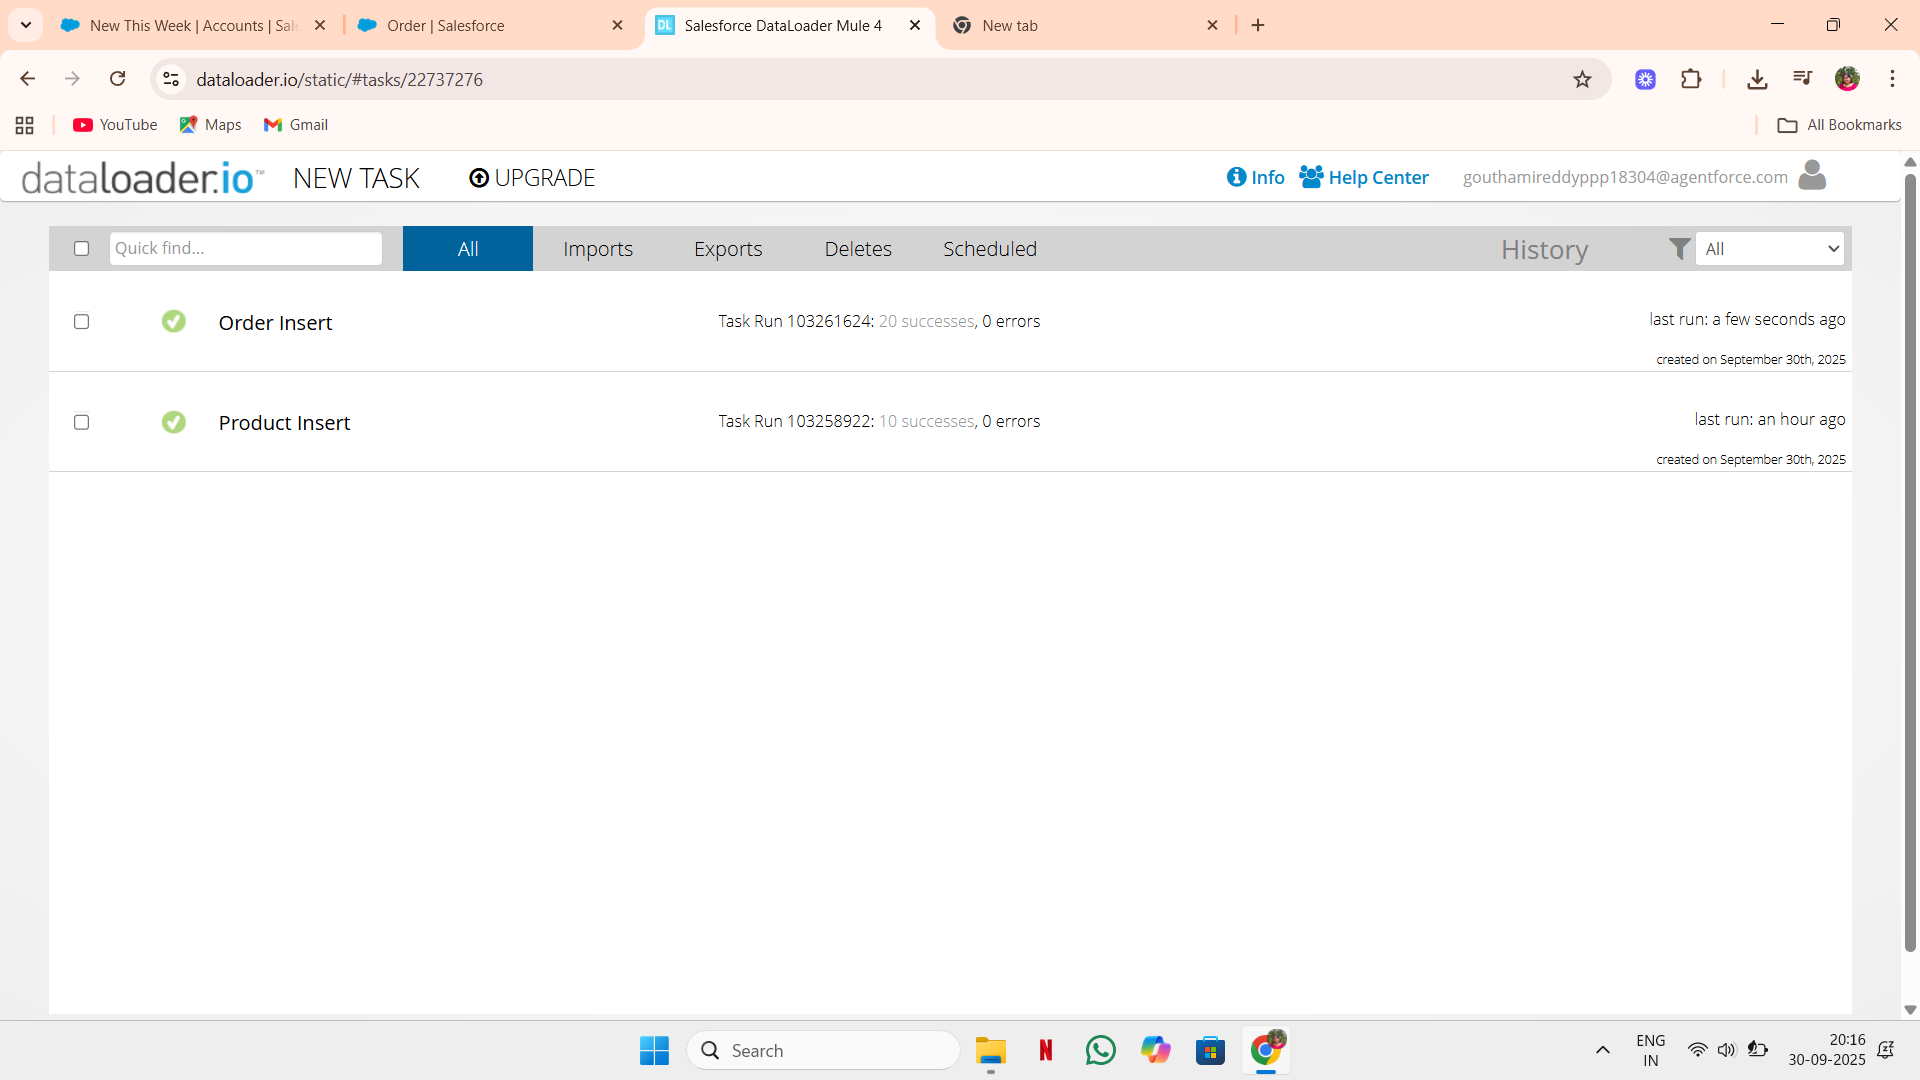 New This Week | Accounts | Sal
Order | Salesforce
DL Salesforce DataLoader Mule 4
New tab
dataloader.io/static/#tasks/22737276
YouTube
Maps
Gmail
All Bookmarks
dataloader.io™
NEW TASK
UPGRADE
Info
Help Center
gouthamireddyppp18304@agentforce.com
Quick find...
All
Imports
Exports
Deletes
Scheduled
History
All
Order Insert
Task Run 103261624: 20 successes, 0 errors
last run: a few seconds ago
created on September 30th, 2025
Product Insert
Task Run 103258922: 10 successes, 0 errors
last run: an hour ago
created on September 30th, 2025
Search
N
ENG
IN
20:16
30-09-2025